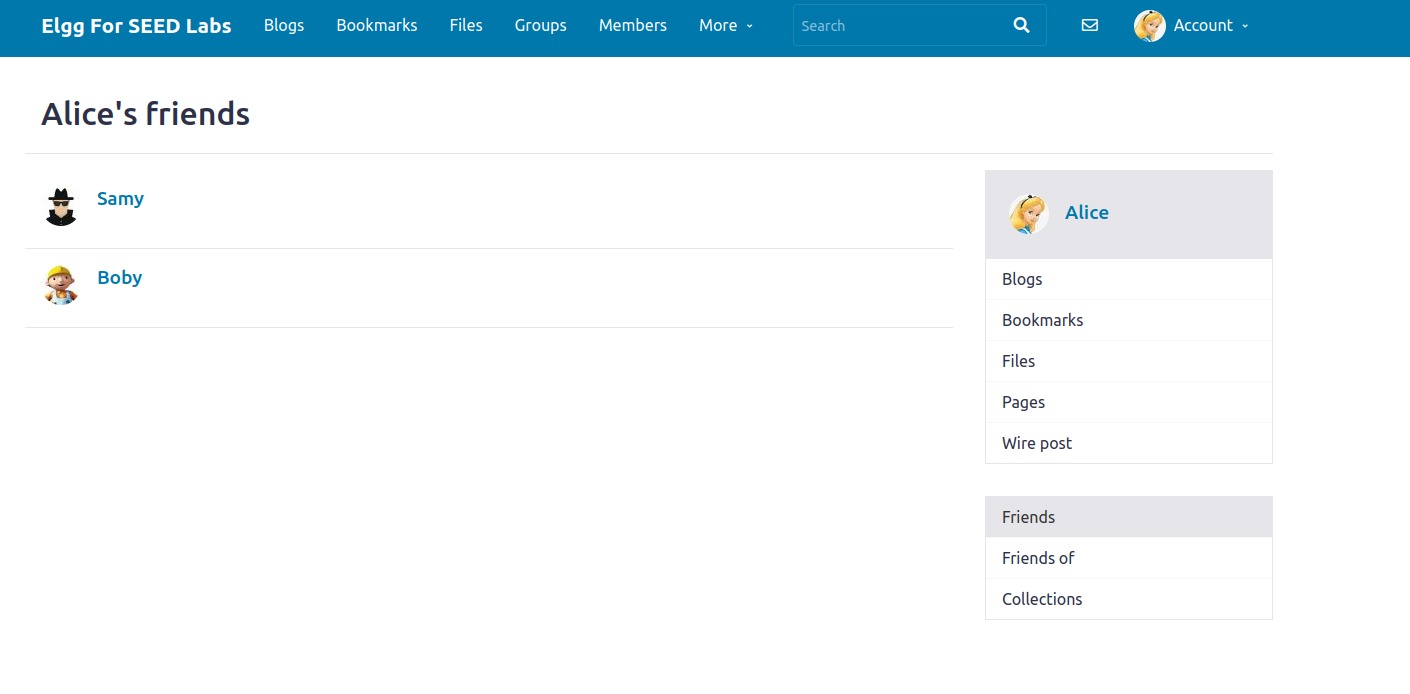 Elgg For SEED Labs Blogs Bookmarks Files Groups Members More Search Account
Alice's friends
Samy
Boby
Alice
Blogs
Bookmarks
Files
Pages
Wire post
Friends
Friends of
Collections